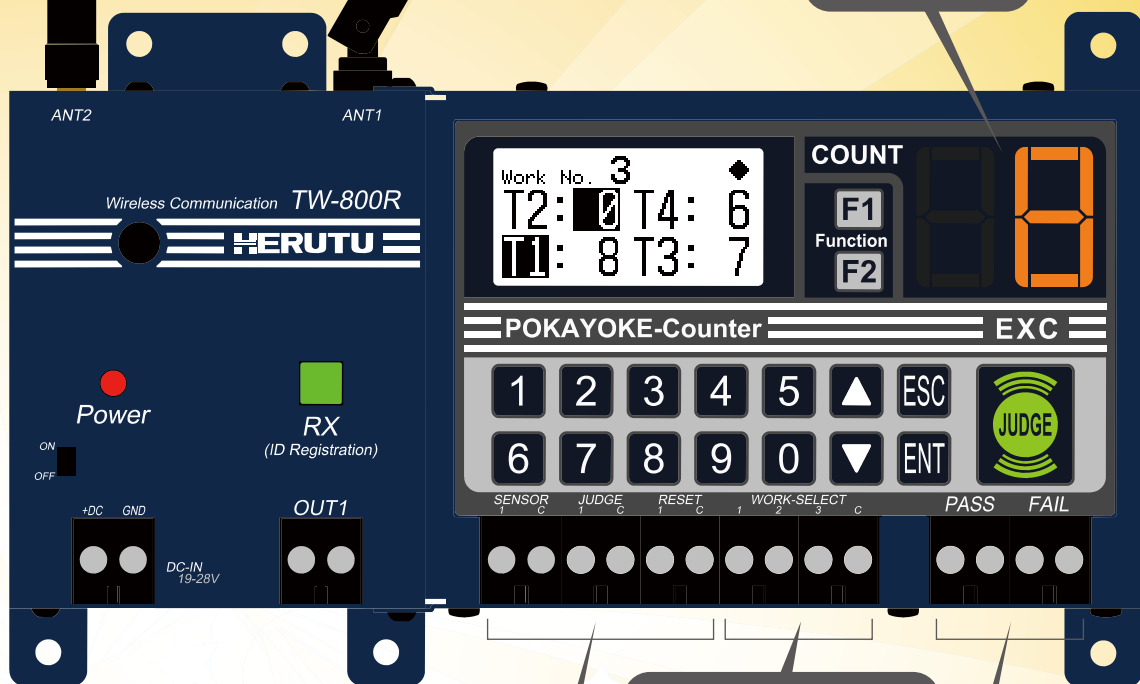 ANT2
ANT1
Wireless Communication TW-800R
HERUTU
Power
ON
OFF
RX
(ID Registration)
+DC GND
DC-IN
19-28V
OUT1
Work No. 3 ◆
T2: 0 T4: 6
T1: 8 T3: 7
COUNT
F1
Function
F2
8
POKAYOKE-Counter EXC
1 2 3 4 5 ▲ ESC
6 7 8 9 0 ▼ ENT
JUDGE
SENSOR JUDGE RESET WORK-SELECT PASS FAIL
1 C 1 C 1 C 1 2 3 C